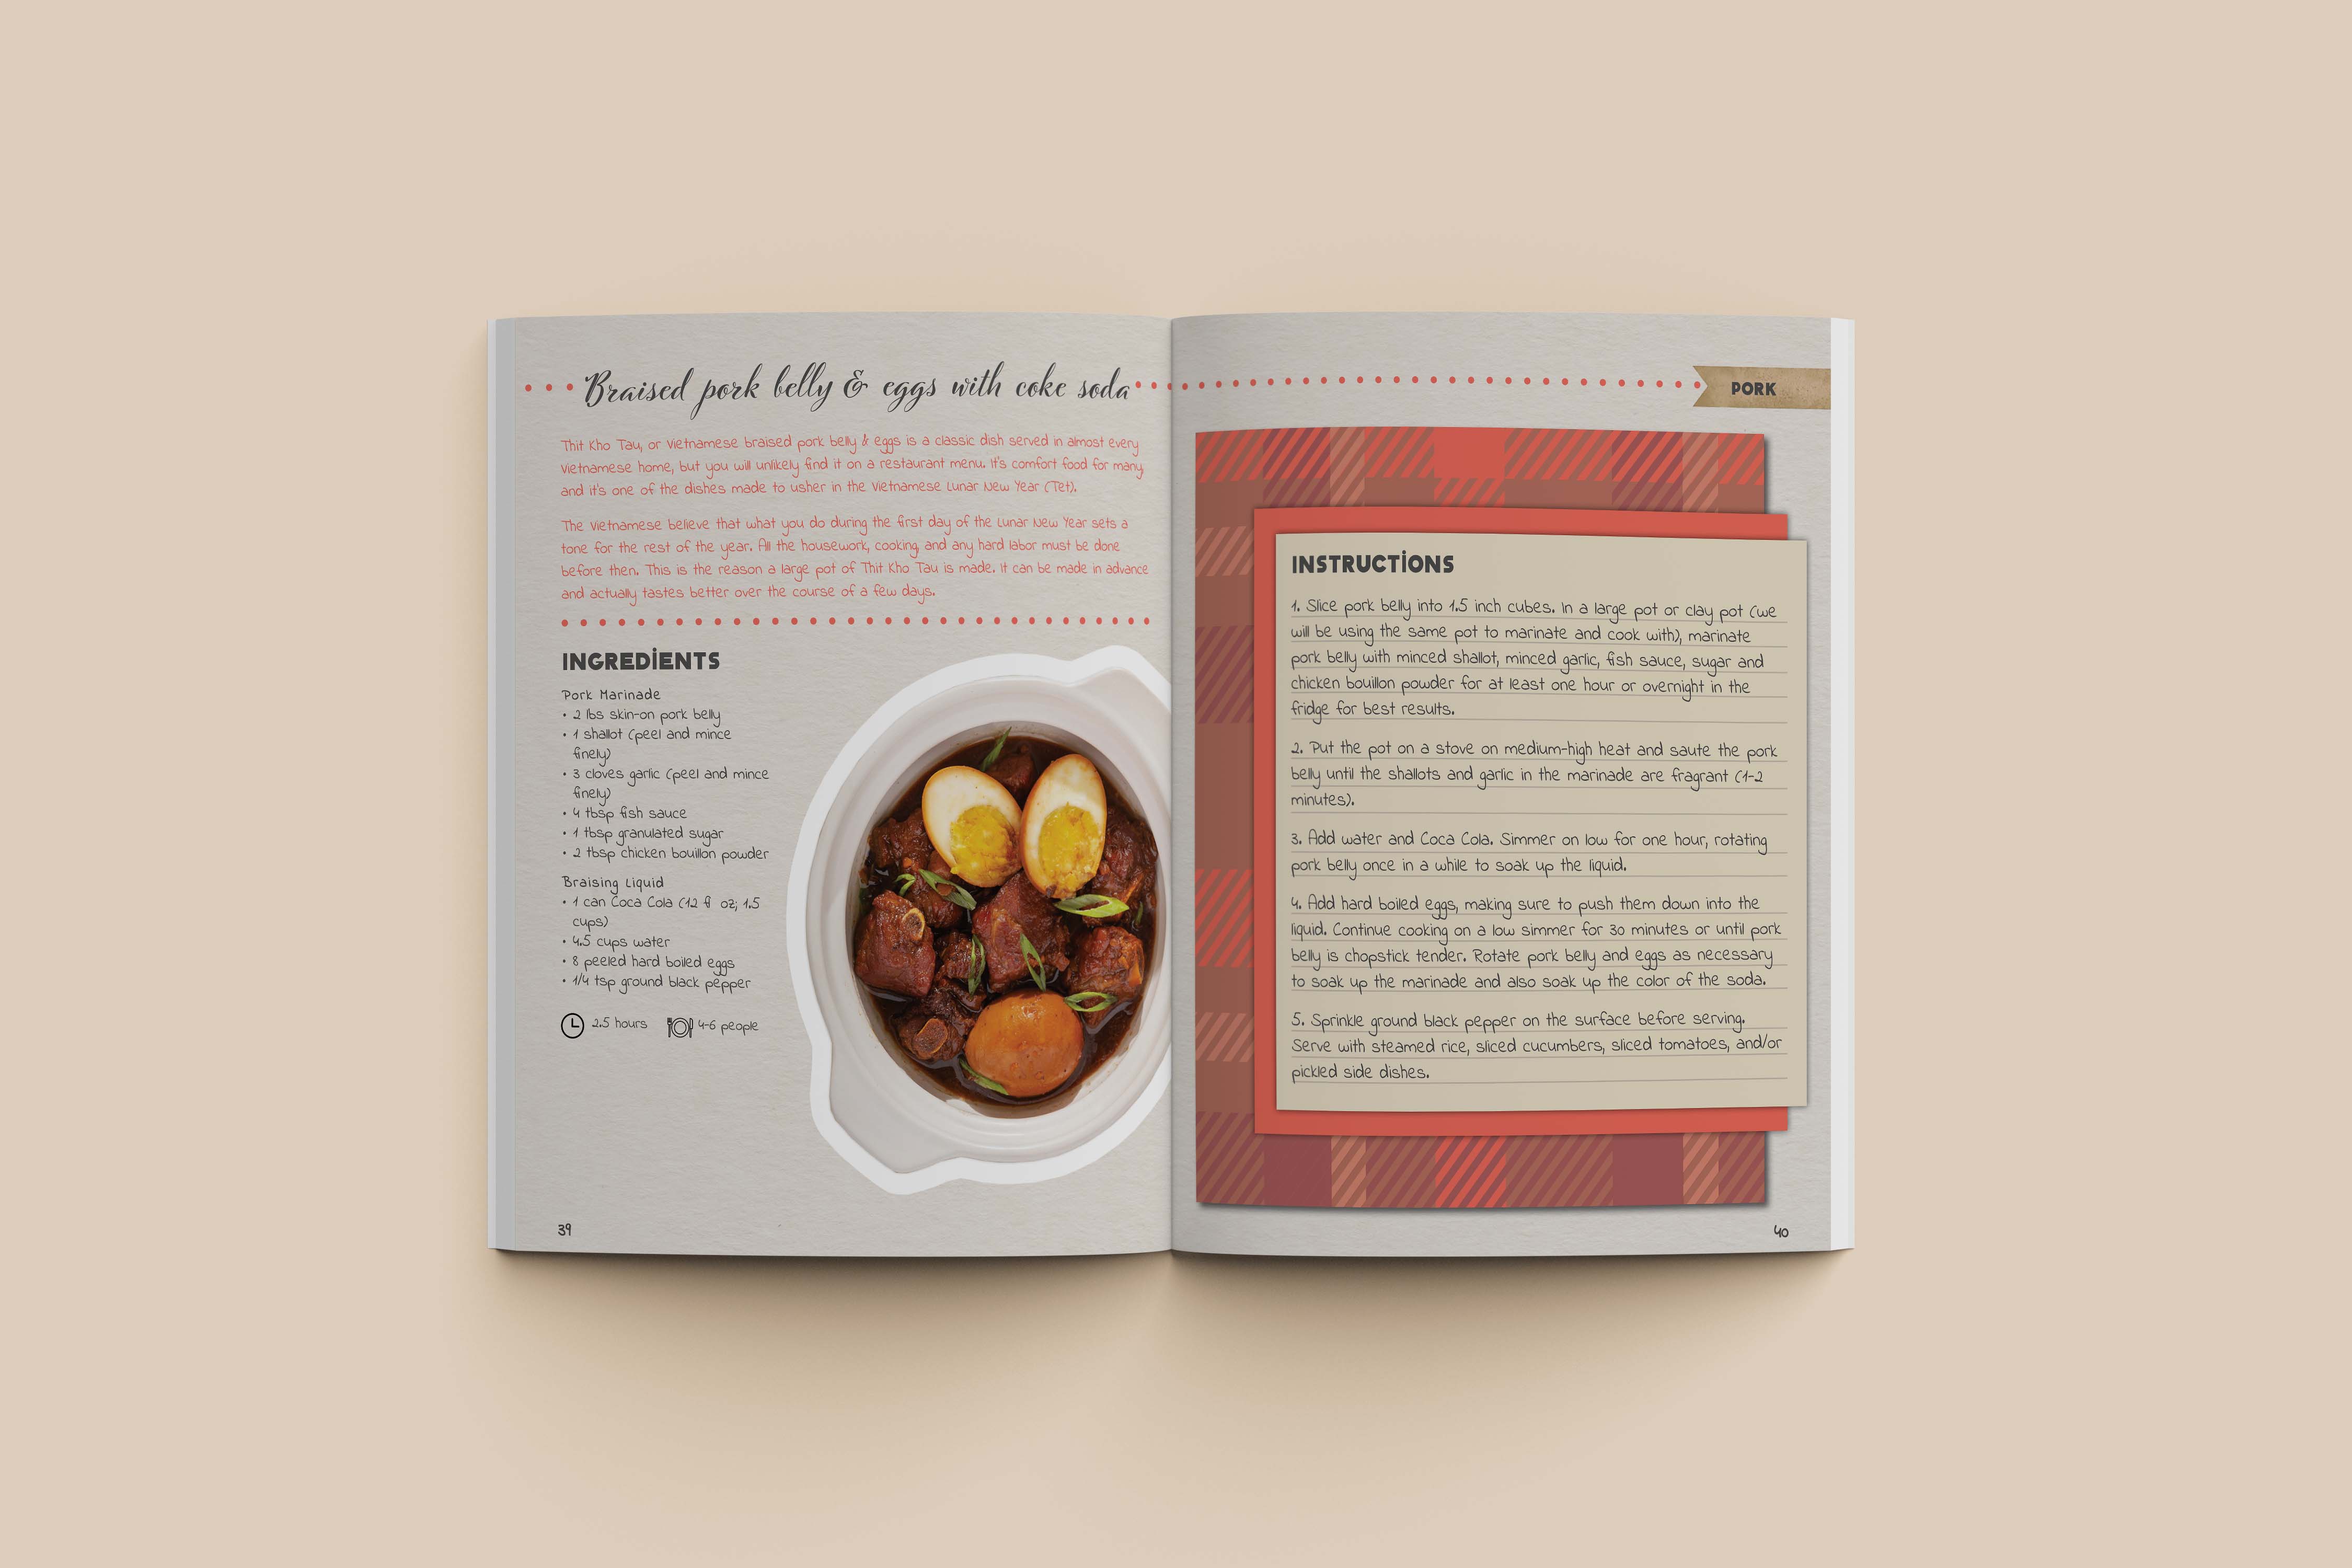 Braised pork belly & eggs with coke soda
Thit Kho Tau, or Vietnamese braised pork belly & eggs is a classic dish served in almost every
Vietnamese home, but you will unlikely find it on a restaurant menu. It's comfort food for many,
and it's one of the dishes made to usher in the Vietnamese Lunar New Year (Tet).
The Vietnamese believe that what you do during the first day of the Lunar New Year sets a
tone for the rest of the year. All the housework, cooking, and any hard labor must be done
before then. This is the reason a large pot of Thit Kho Tau is made. It can be made in advance
and actually tastes better over the course of a few days.
INGREDIENTS
Pork Marinade
• 2 lbs skin-on pork belly
• 1 shallot (peel and mince
finely)
• 3 cloves garlic (peel and mince
finely)
• 4 tbsp fish sauce
• 1 tbsp granulated sugar
• 2 tbsp chicken bouillon powder
Braising Liquid
• 1 can Coca Cola (12 fl oz; 1.5
cups)
• 4.5 cups water
• 8 peeled hard boiled eggs
• 1/4 tsp ground black pepper
2.5 hours 4-6 people
39
PORK
INSTRUCTIONS
1. Slice pork belly into 1.5 inch cubes. In a large pot or clay pot (we
will be using the same pot to marinate and cook with), marinate
pork belly with minced shallot, minced garlic, fish sauce, sugar and
chicken bouillon powder for at least one hour or overnight in the
fridge for best results.
2. Put the pot on a stove on medium-high heat and saute the pork
belly until the shallots and garlic in the marinade are fragrant (1-2
minutes).
3. Add water and Coca Cola. Simmer on low for one hour, rotating
pork belly once in a while to soak up the liquid.
4. Add hard boiled eggs, making sure to push them down into the
liquid. Continue cooking on a low simmer for 30 minutes or until pork
belly is chopstick tender. Rotate pork belly and eggs as necessary
to soak up the marinade and also soak up the color of the soda.
5. Sprinkle ground black pepper on the surface before serving.
Serve with steamed rice, sliced cucumbers, sliced tomatoes, and/or
pickled side dishes.
40